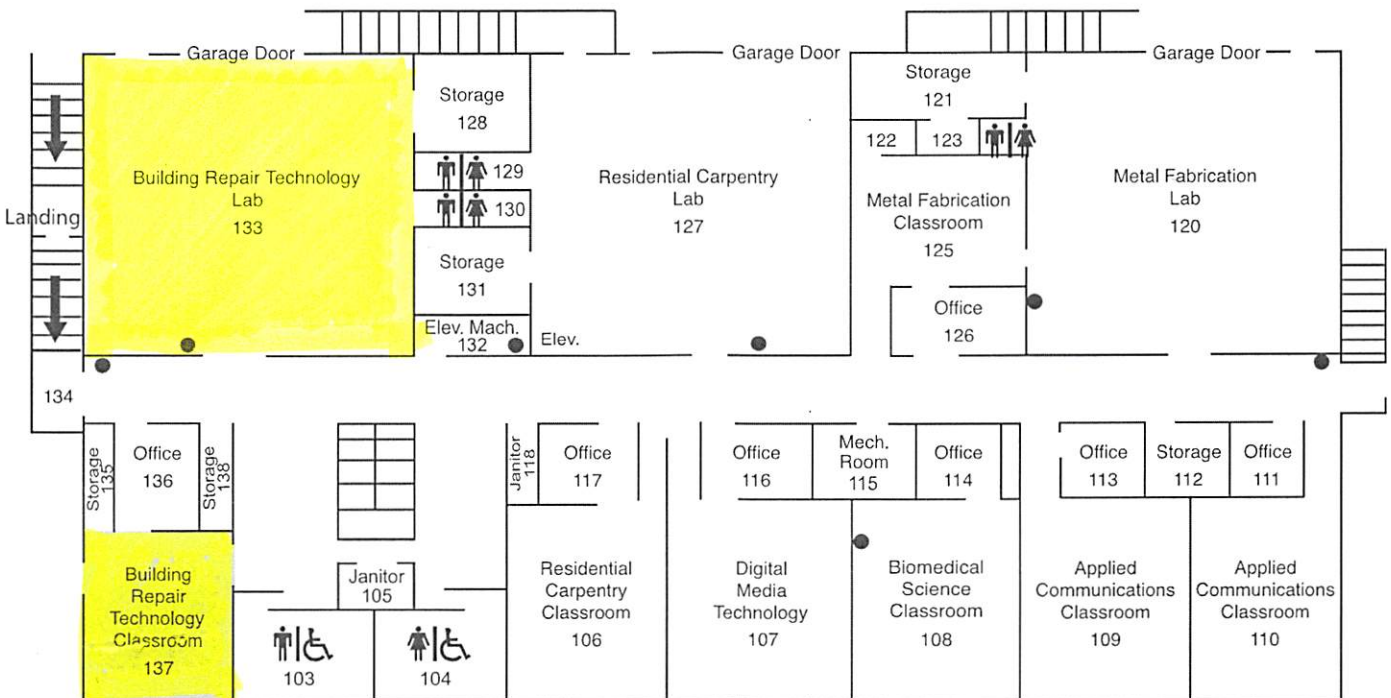 Garage Door
Garage Door
Garage Door
Storage
128
Storage
121
122
123
Building Repair Technology
Lab
133
129
130
Residential Carpentry
Lab
127
Metal Fabrication
Classroom
125
Metal Fabrication
Lab
120
Landing
Storage
131
Office
126
Elev. Mach.
132
Elev.
134
Storage
135
Office
136
Storage
138
Janitor
118
Office
117
Office
116
Mech.
Room
115
Office
114
Office
113
Storage
112
Office
111
Building
Repair
Technology
Classroom
137
Janitor
105
103
104
Residential
Carpentry
Classroom
106
Digital
Media
Technology
107
Biomedical
Science
Classroom
108
Applied
Communications
Classroom
109
Applied
Communications
Classroom
110